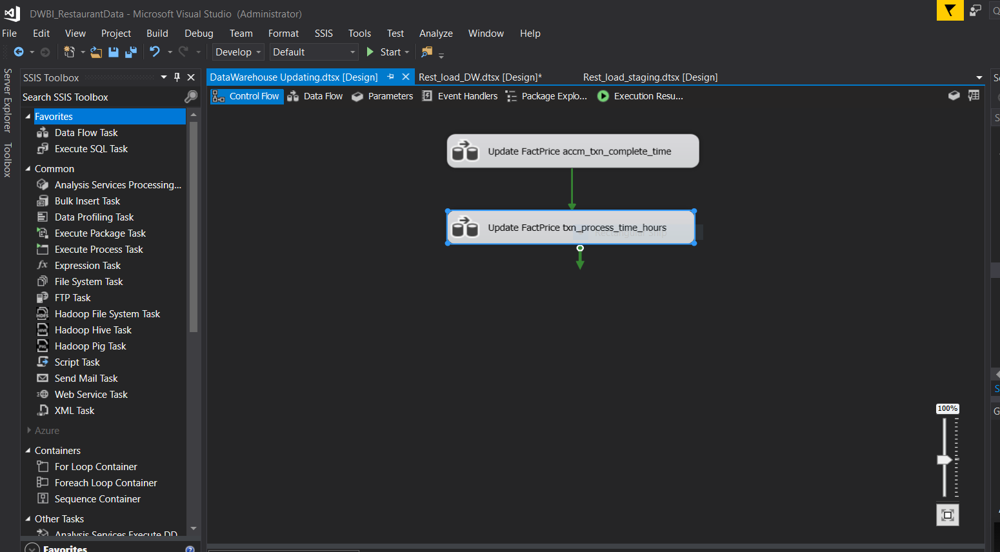 DWBI_RestaurantData - Microsoft Visual Studio (Administrator)
File Edit View Project Build Debug Team Format SSIS Tools Test Analyze Window Help
Develop Default Start
Server Explorer
Toolbox
SSIS Toolbox
Search SSIS Toolbox
Favorites
Data Flow Task
Execute SQL Task
Common
Analysis Services Processing...
Bulk Insert Task
Data Profiling Task
Execute Package Task
Execute Process Task
Expression Task
File System Task
FTP Task
Hadoop File System Task
Hadoop Hive Task
Hadoop Pig Task
Script Task
Send Mail Task
Web Service Task
XML Task
Azure
Containers
For Loop Container
Foreach Loop Container
Sequence Container
Other Tasks
Analysis Services Execute DD
Favorites
DataWarehouse Updating.dtsx [Design] Rest_load_DW.dtsx [Design]* Rest_load_staging.dtsx [Design]
Control Flow Data Flow Parameters Event Handlers Package Explo... Execution Resu...
Update FactPrice accm_txn_complete_time
Update FactPrice txn_process_time_hours
Rectangular Snip
100%